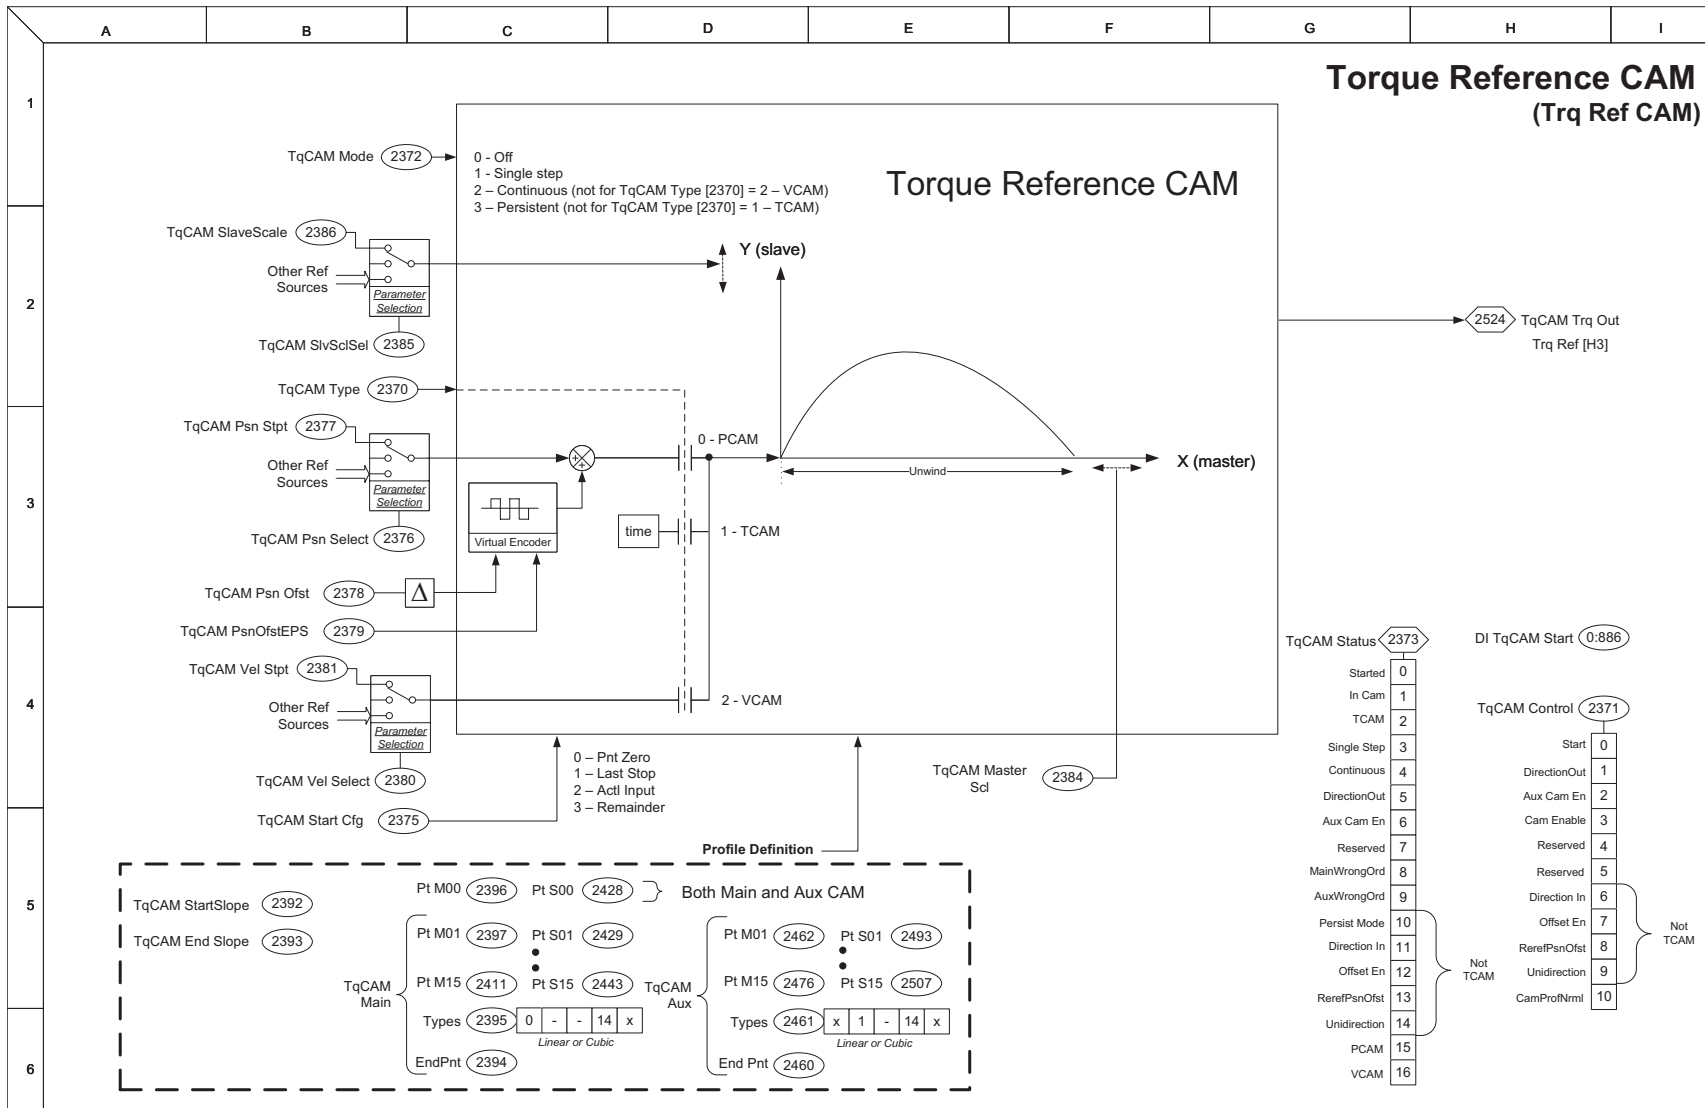 A B C D E F G H I
1
2
3
4
5
6
Torque Reference CAM
(Trq Ref CAM)
Torque Reference CAM
TqCAM Mode 2372
0 - Off
1 - Single step
2 – Continuous (not for TqCAM Type [2370] = 2 – VCAM)
3 – Persistent (not for TqCAM Type [2370] = 1 – TCAM)
TqCAM SlaveScale 2386
Other Ref
Sources
Parameter
Selection
TqCAM SlvSclSel 2385
Y (slave)
TqCAM Type 2370
TqCAM Psn Stpt 2377
Other Ref
Sources
Parameter
Selection
TqCAM Psn Select 2376
+
+
Virtual Encoder
0 - PCAM
time
1 - TCAM
2 - VCAM
Unwind
X (master)
2524 TqCAM Trq Out
Trq Ref [H3]
TqCAM Psn Ofst 2378 Δ
TqCAM PsnOfstEPS 2379
TqCAM Vel Stpt 2381
Other Ref
Sources
Parameter
Selection
TqCAM Vel Select 2380
TqCAM Start Cfg 2375
0 – Pnt Zero
1 – Last Stop
2 – Actl Input
3 – Remainder
TqCAM Master
Scl
2384
Profile Definition
TqCAM StartSlope 2392
TqCAM End Slope 2393
Pt M00 2396 Pt S00 2428 Both Main and Aux CAM
TqCAM
Main
Pt M01 2397 Pt S01 2429
Pt M15 2411 Pt S15 2443
Types 2395 0 - - 14 x
Linear or Cubic
EndPnt 2394
TqCAM
Aux
Pt M01 2462 Pt S01 2493
Pt M15 2476 Pt S15 2507
Types 2461 x 1 - 14 x
Linear or Cubic
End Pnt 2460
TqCAM Status 2373
Started 0
In Cam 1
TCAM 2
Single Step 3
Continuous 4
DirectionOut 5
Aux Cam En 6
Reserved 7
MainWrongOrd 8
AuxWrongOrd 9
Persist Mode 10
Direction In 11
Offset En 12
RerefPsnOfst 13
Unidirection 14
PCAM 15
VCAM 16
Not
TCAM
DI TqCAM Start 0:886
TqCAM Control 2371
Start 0
DirectionOut 1
Aux Cam En 2
Cam Enable 3
Reserved 4
Reserved 5
Direction In 6
Offset En 7
RerefPsnOfst 8
Unidirection 9
CamProfNrml 10
Not
TCAM